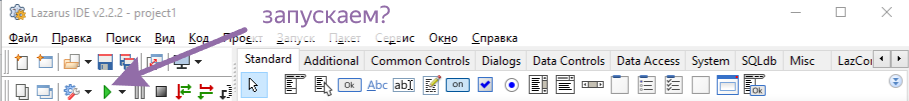 Lazarus IDE v2.2.2 - project1
запускаем?
Файл Правка Поиск Вид Код Проект Запуск Пакет Сервис Окно Справка
Standard Additional Common Controls Dialogs Data Controls Data Access System SQLdb Misc LazCo
Ok Abc abI on
Ok